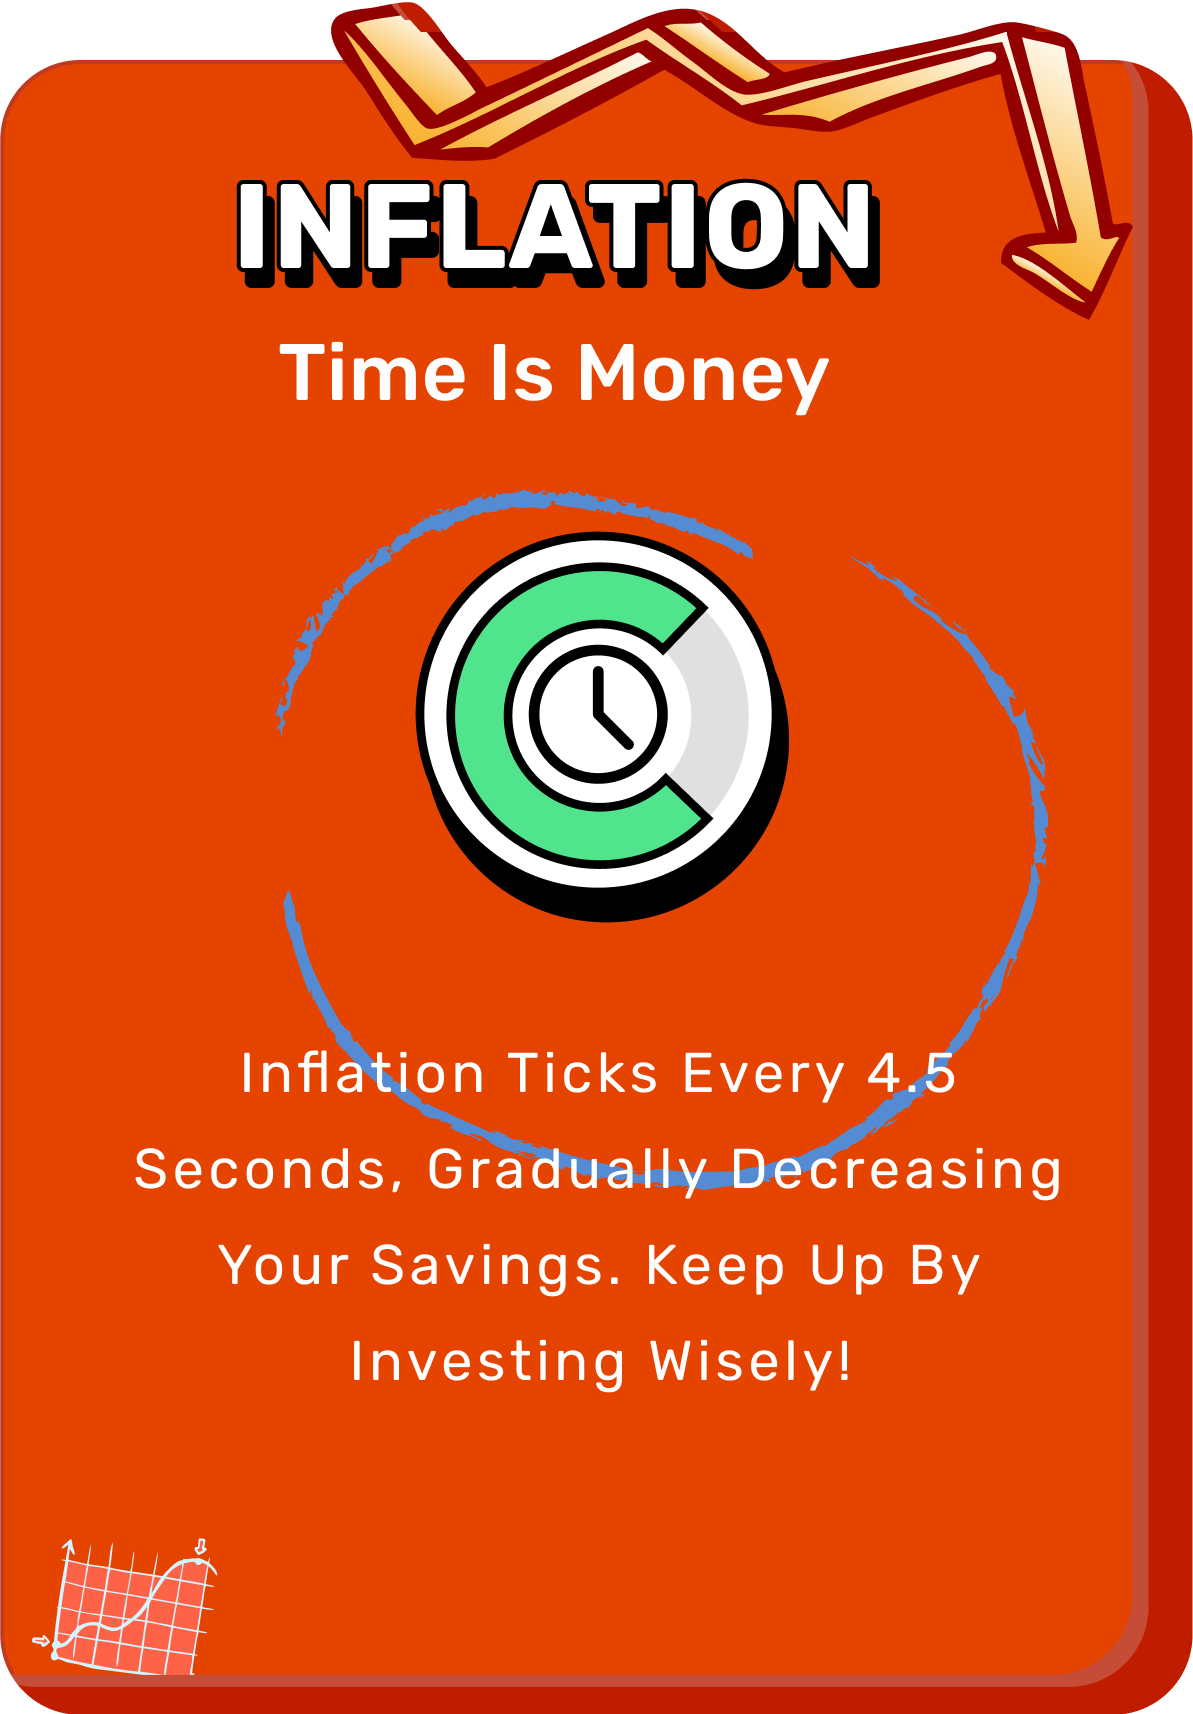 INFLATION
Time Is Money
Inflation Ticks Every 4.5
Seconds, Gradually Decreasing
Your Savings. Keep Up By
Investing Wisely!